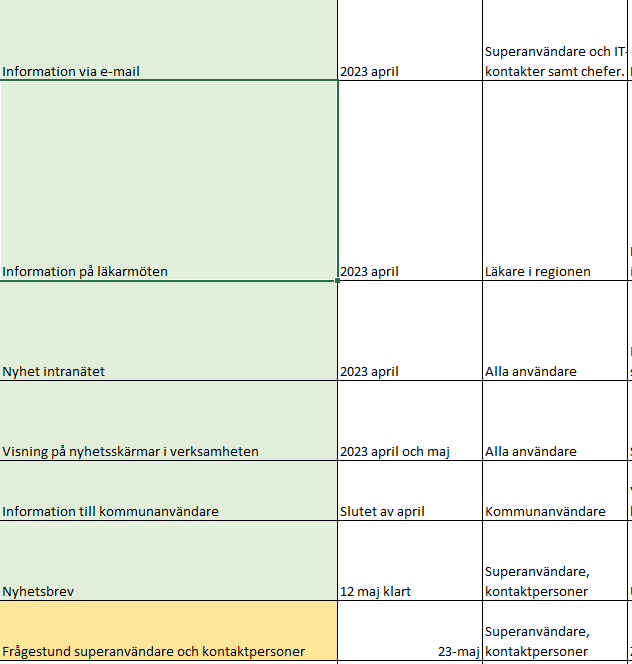 Superanvändare och IT-
Information via e-mail 2023 april kontakter samt chefer.
Information på läkarmöten 2023 april Läkare i regionen
Nyhet intranätet 2023 april Alla användare
Visning på nyhetsskärmar i verksamheten 2023 april och maj Alla användare
Information till kommunanvändare Slutet av april Kommunanvändare
Superanvändare,
Nyhetsbrev 12 maj klart kontaktpersoner
Superanvändare,
Frågestund superanvändare och kontaktpersoner 23-maj kontaktpersoner